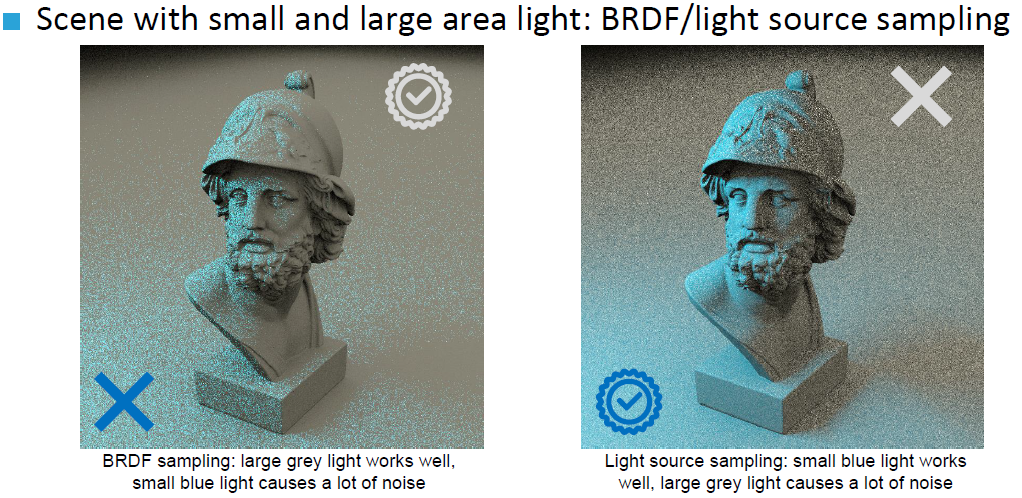 Scene with small and large area light: BRDF/light source sampling
BRDF sampling: large grey light works well,
small blue light causes a lot of noise
Light source sampling: small blue light works
well, large grey light causes a lot of noise